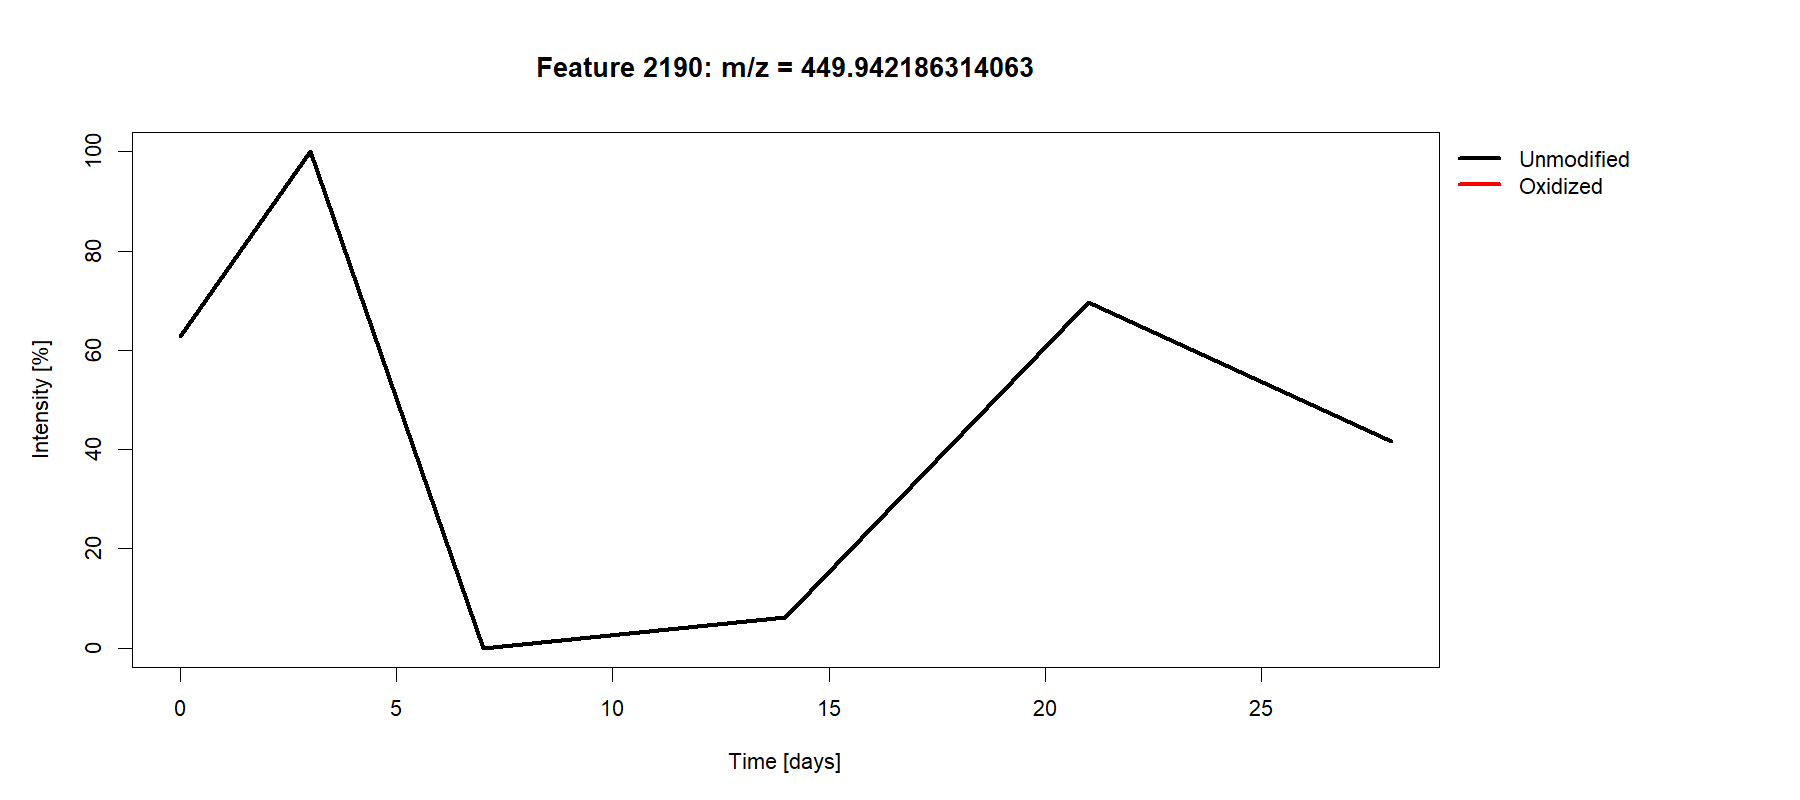 Feature 2190: m/z = 449.942186314063
Unmodified
Oxidized
Intensity [%]
100
80
60
40
20
0
0 5 10 15 20 25
Time [days]